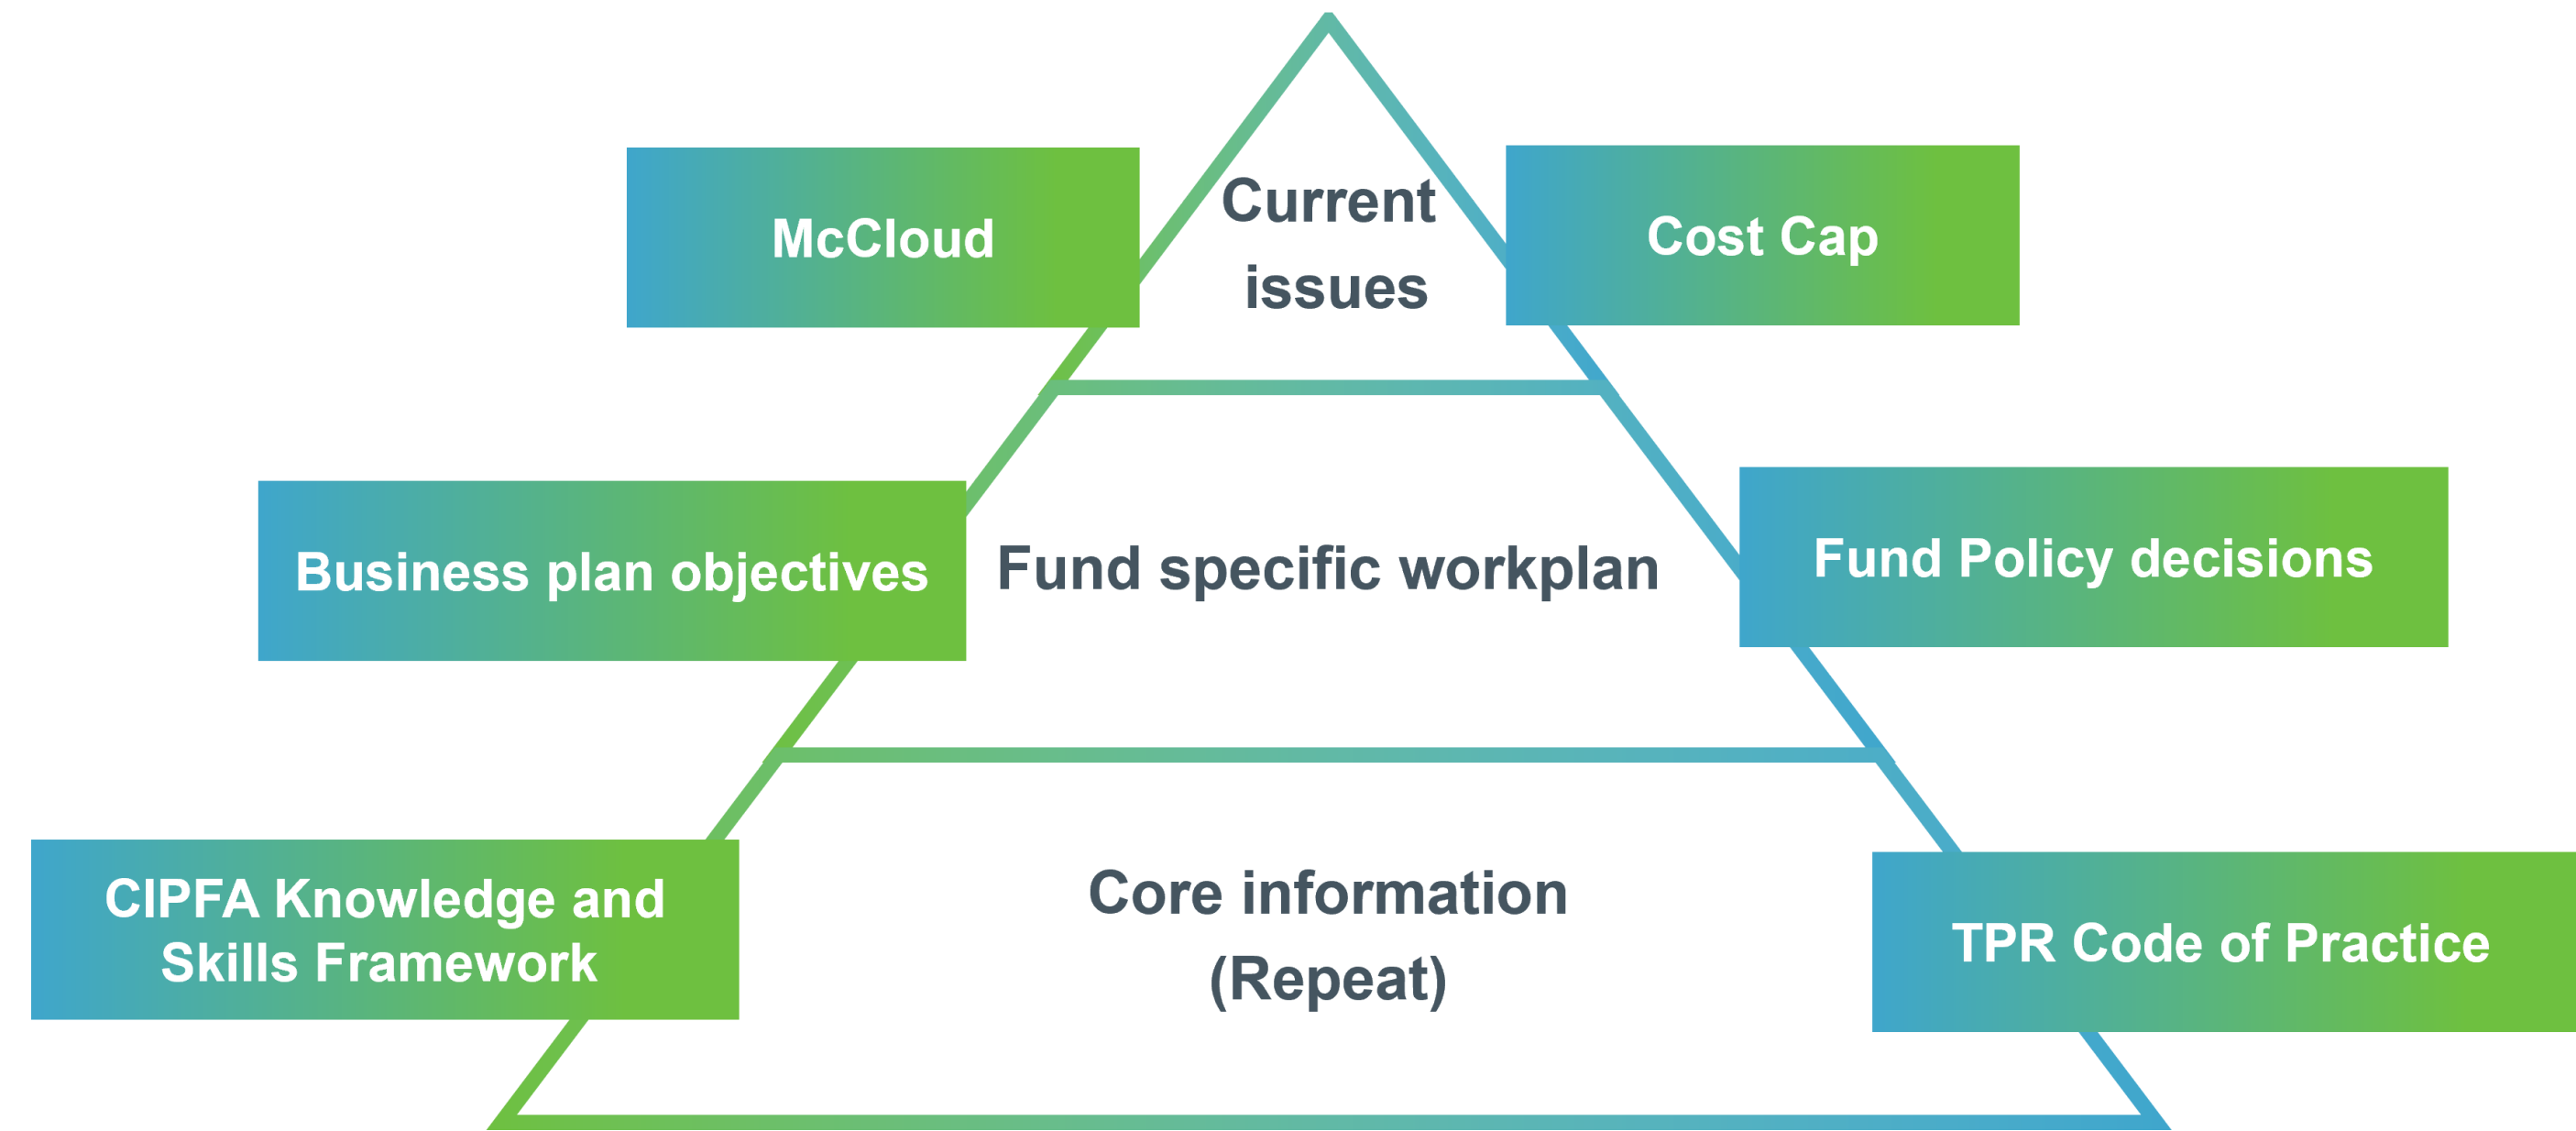 Current
issues
McCloud
Cost Cap
Business plan objectives
Fund specific workplan
Fund Policy decisions
CIPFA Knowledge and
Skills Framework
Core information
(Repeat)
TPR Code of Practice